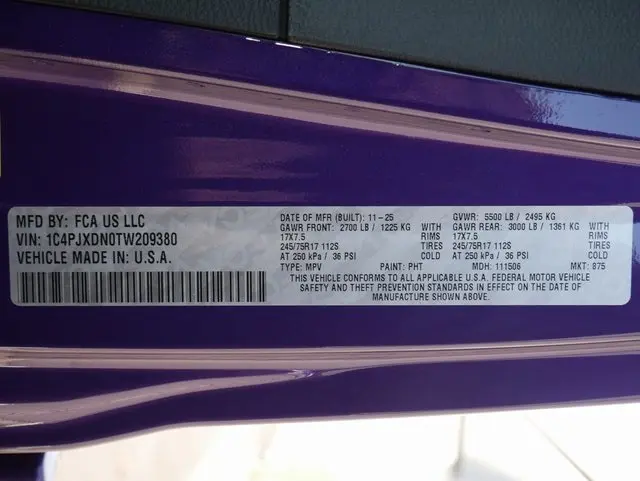 MFD BY: FCA US LLC
VIN: 1C4PJXDN0TW209380
VEHICLE MADE IN: U.S.A.
DATE OF MFR (BUILT): 11-25 GVWR: 5500 LB / 2495 KG
GAWR FRONT: 2700 LB / 1225 KG WITH GAWR REAR: 3000 LB / 1361 KG WITH
17X7.5 RIMS 17X7.5 RIMS
245/75R17 112S TIRES 245/75R17 112S TIRES
AT 250 kPa / 36 PSI COLD AT 250 kPa / 36 PSI COLD
TYPE: MPV PAINT: PHT MDH: 111506 MKT: 875
THIS VEHICLE CONFORMS TO ALL APPLICABLE U.S.A. FEDERAL MOTOR VEHICLE
SAFETY AND THEFT PREVENTION STANDARDS IN EFFECT ON THE DATE OF
MANUFACTURE SHOWN ABOVE.